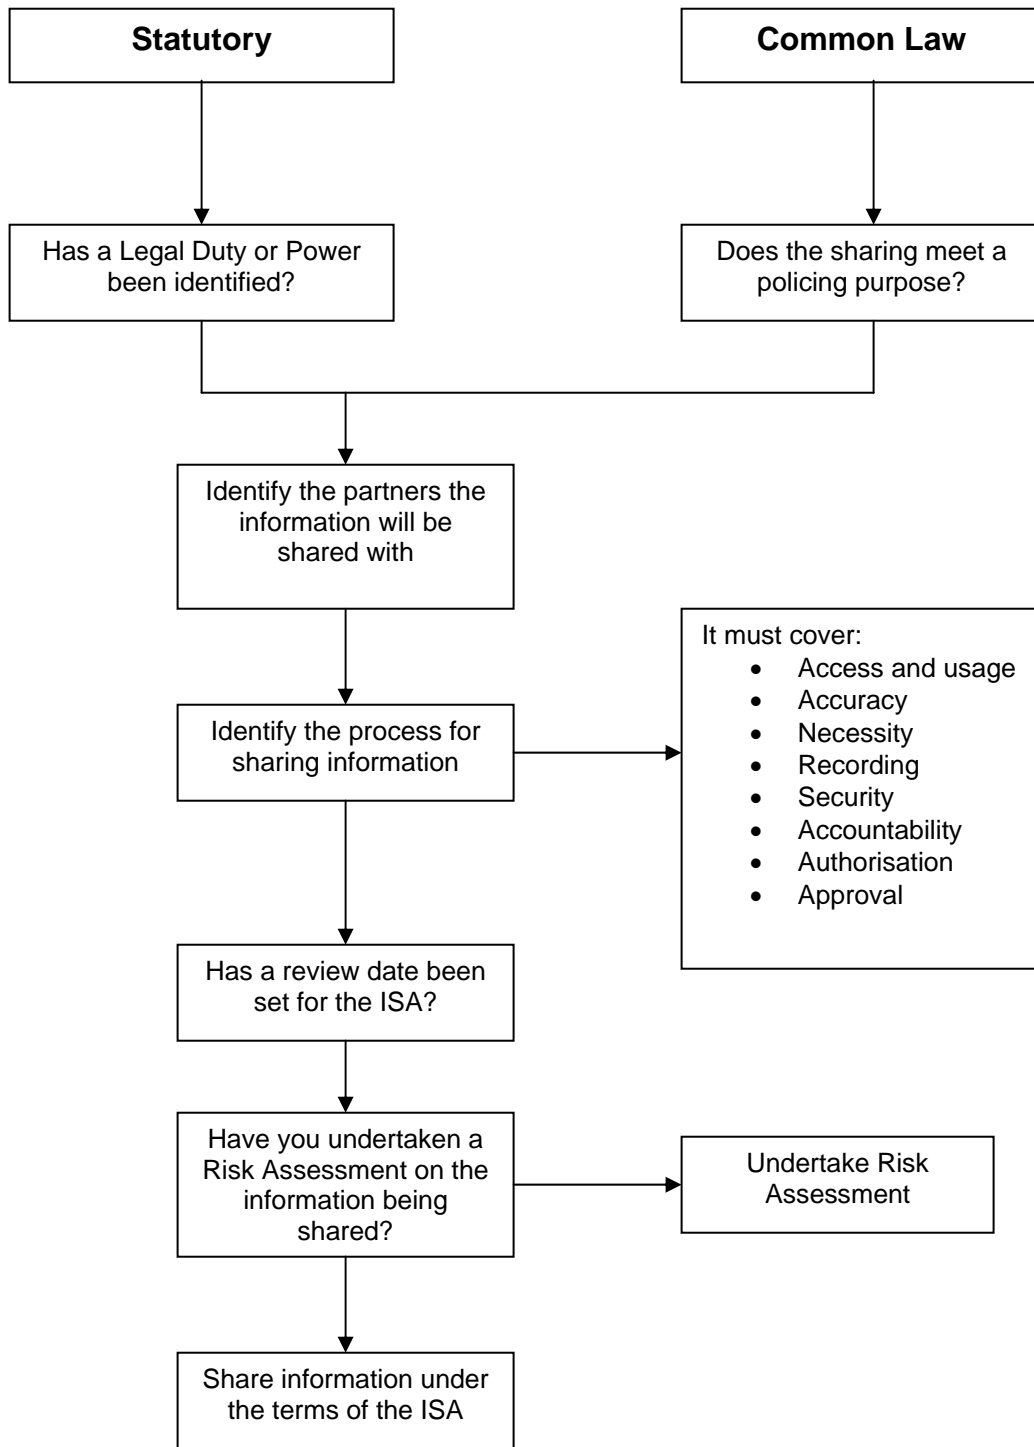 Statutory
Common Law
Has a Legal Duty or Power
been identified?
Does the sharing meet a
policing purpose?
Identify the partners the
information will be
shared with
Identify the process for
sharing information
It must cover:
• Access and usage
• Accuracy
• Necessity
• Recording
• Security
• Accountability
• Authorisation
• Approval
Has a review date been
set for the ISA?
Have you undertaken a
Risk Assessment on the
information being
shared?
Undertake Risk
Assessment
Share information under
the terms of the ISA